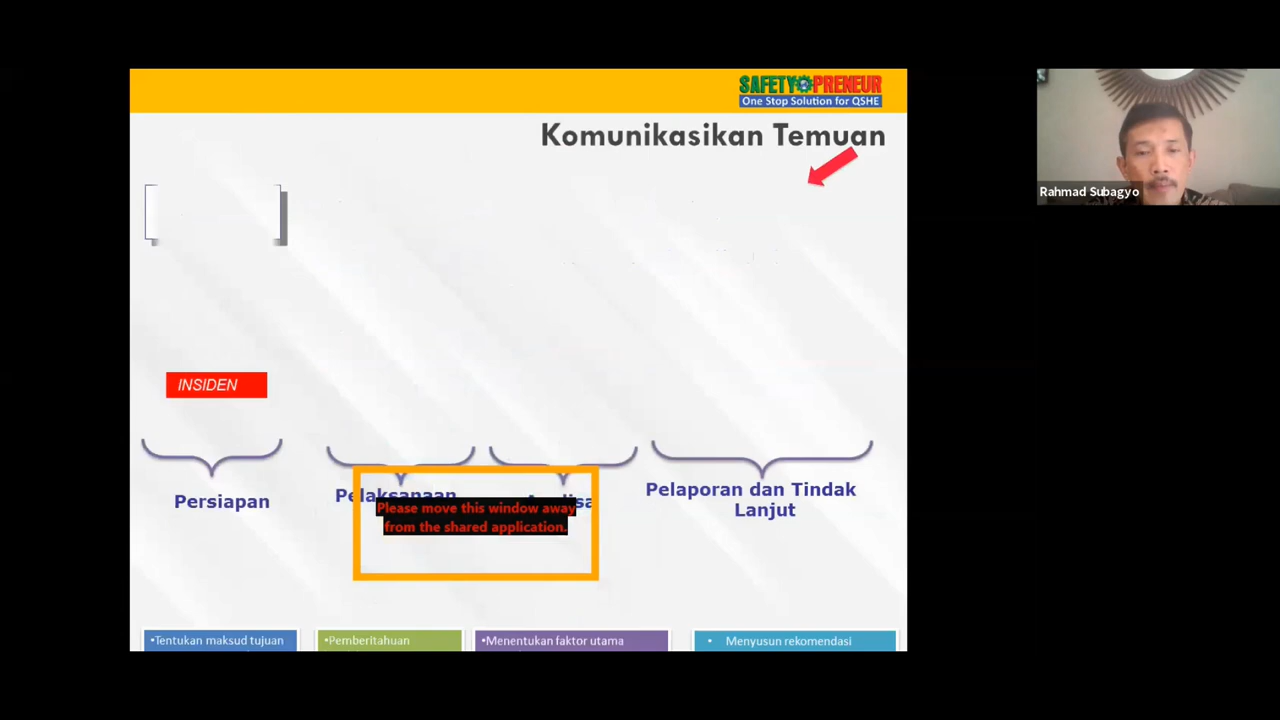 SAFETYPRENEUR
One Stop Solution for QSHE
Komunikasikan Temuan
Rahmad Subagyo
INSIDEN
Persiapan
Pelaksanaan
Pelaporan dan Tindak
Lanjut
Please move this window away
from the shared application.
•Tentukan maksud tujuan
•Pemberitahuan
•Menentukan faktor utama
• Menyusun rekomendasi